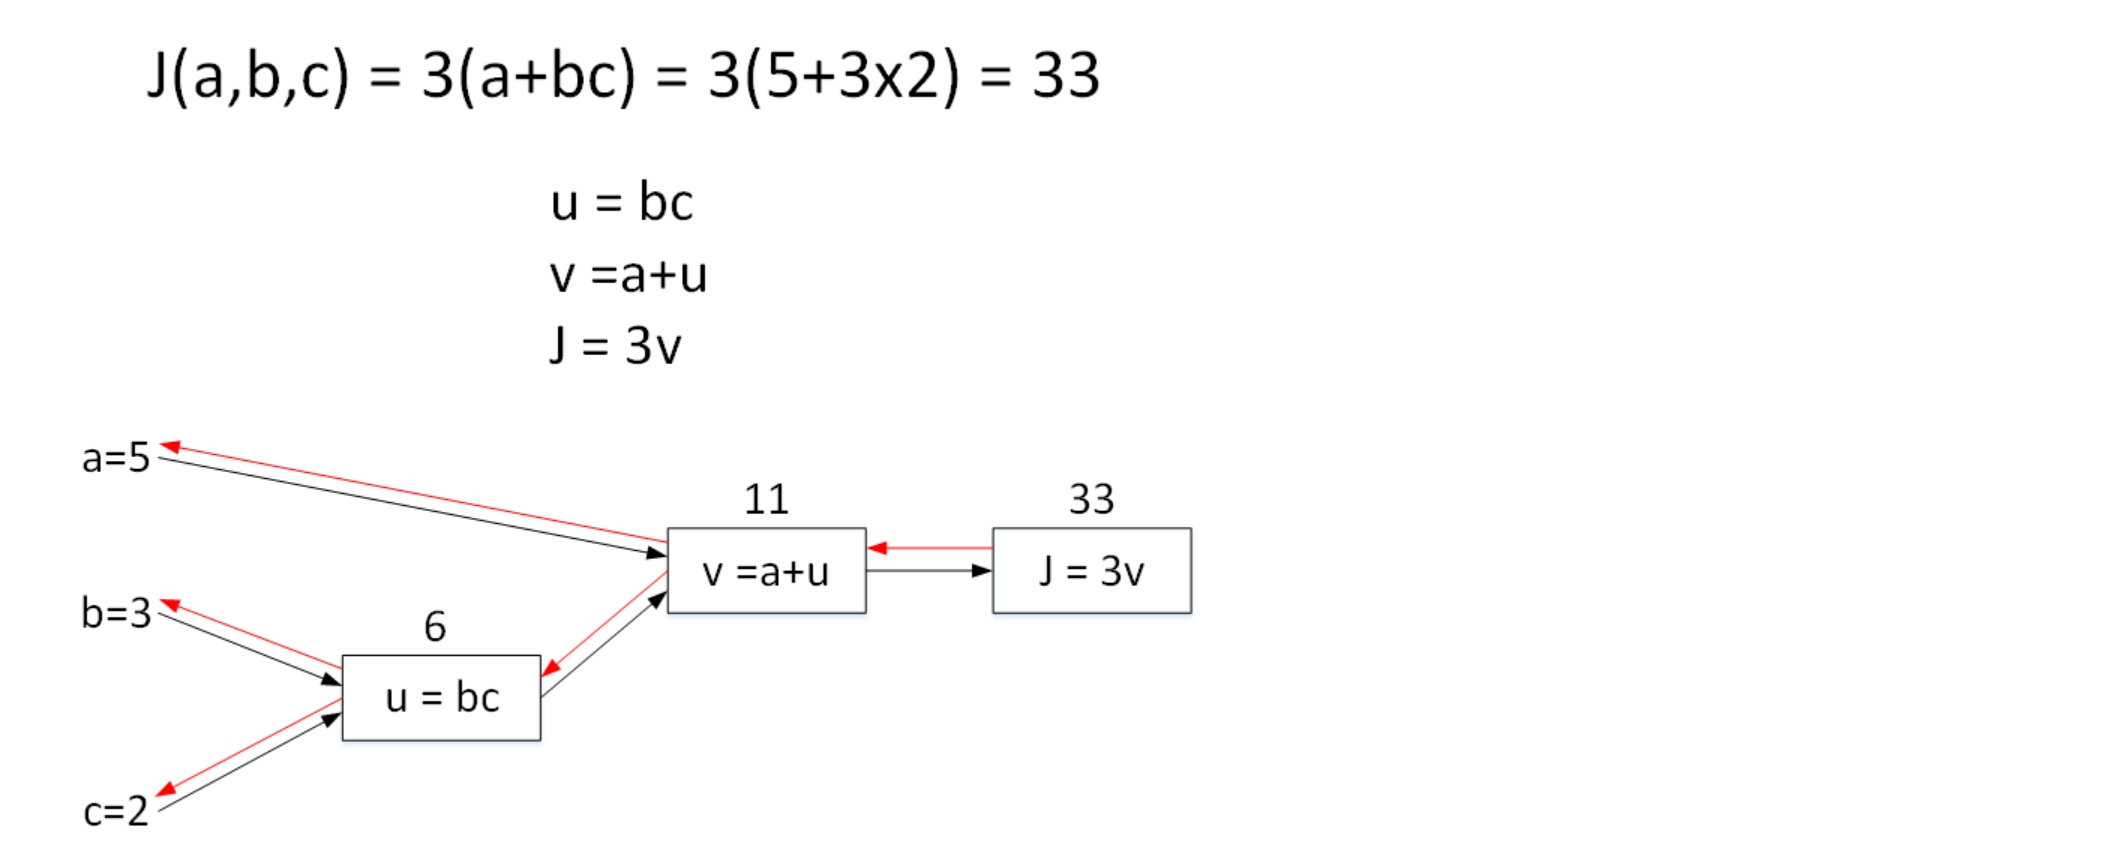 J(a,b,c) = 3(a+bc) = 3(5+3x2) = 33
u = bc
v =a+u
J = 3v
a=5
11
33
v =a+u
J = 3v
b=3
6
u = bc
c=2